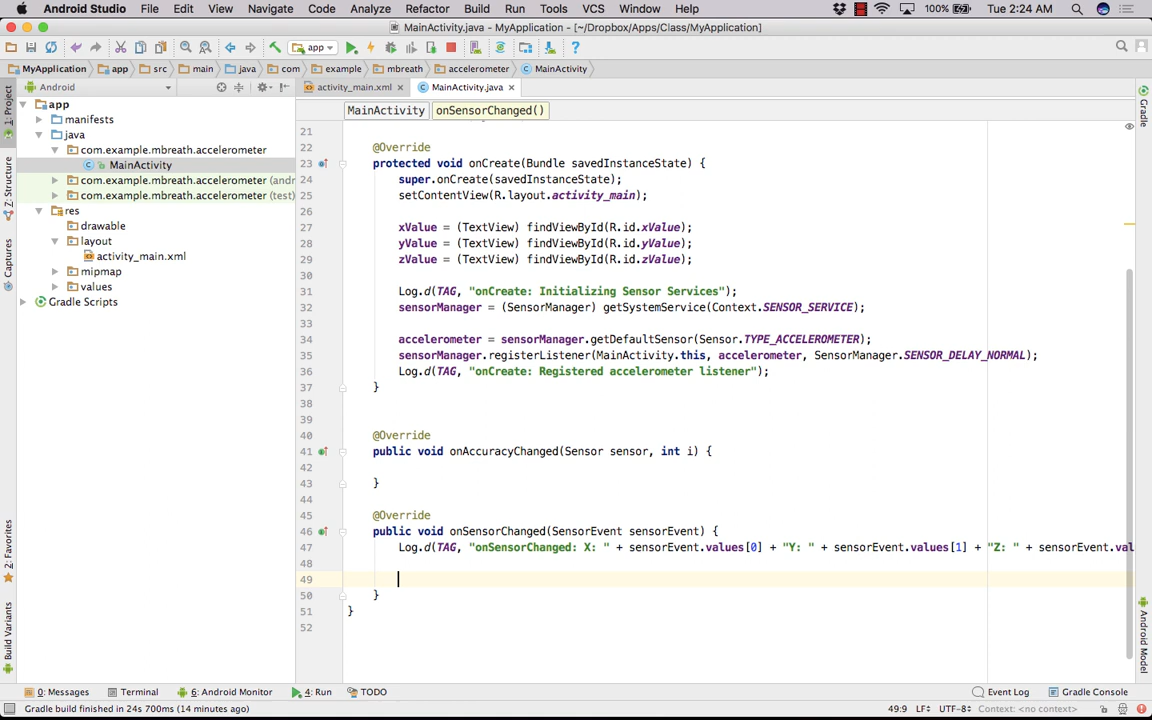 Android Studio File Edit View Navigate Code Analyze Refactor Build Run Tools VCS Window Help 100% Tue 2:24 AM
MainActivity.java - MyApplication - [~/Dropbox/Apps/Class/MyApplication]
app
MyApplication app src main java com example mbreath accelerometer MainActivity
Android activity_main.xml MainActivity.java
MainActivity onSensorChanged()
1: Project
Z: Structure
Captures
2: Favorites
Build Variants
app
manifests
java
com.example.mbreath.accelerometer
MainActivity
com.example.mbreath.accelerometer (andr
com.example.mbreath.accelerometer (test)
res
drawable
layout
activity_main.xml
mipmap
values
Gradle Scripts
21
22 @Override
23 protected void onCreate(Bundle savedInstanceState) {
24 super.onCreate(savedInstanceState);
25 setContentView(R.layout.activity_main);
26
27 xValue = (TextView) findViewById(R.id.xValue);
28 yValue = (TextView) findViewById(R.id.yValue);
29 zValue = (TextView) findViewById(R.id.zValue);
30
31 Log.d(TAG, "onCreate: Initializing Sensor Services");
32 sensorManager = (SensorManager) getSystemService(Context.SENSOR_SERVICE);
33
34 accelerometer = sensorManager.getDefaultSensor(Sensor.TYPE_ACCELEROMETER);
35 sensorManager.registerListener(MainActivity.this, accelerometer, SensorManager.SENSOR_DELAY_NORMAL);
36 Log.d(TAG, "onCreate: Registered accelerometer listener");
37 }
38
39
40 @Override
41 public void onAccuracyChanged(Sensor sensor, int i) {
42
43 }
44
45 @Override
46 public void onSensorChanged(SensorEvent sensorEvent) {
47 Log.d(TAG, "onSensorChanged: X: " + sensorEvent.values[0] + "Y: " + sensorEvent.values[1] + "Z: " + sensorEvent.val
48
49
50 }
51 }
52
Gradle
Android Model
0: Messages Terminal 6: Android Monitor 4: Run TODO Event Log Gradle Console
Gradle build finished in 24s 700ms (14 minutes ago) 49:9 LF UTF-8 Context: <no context>